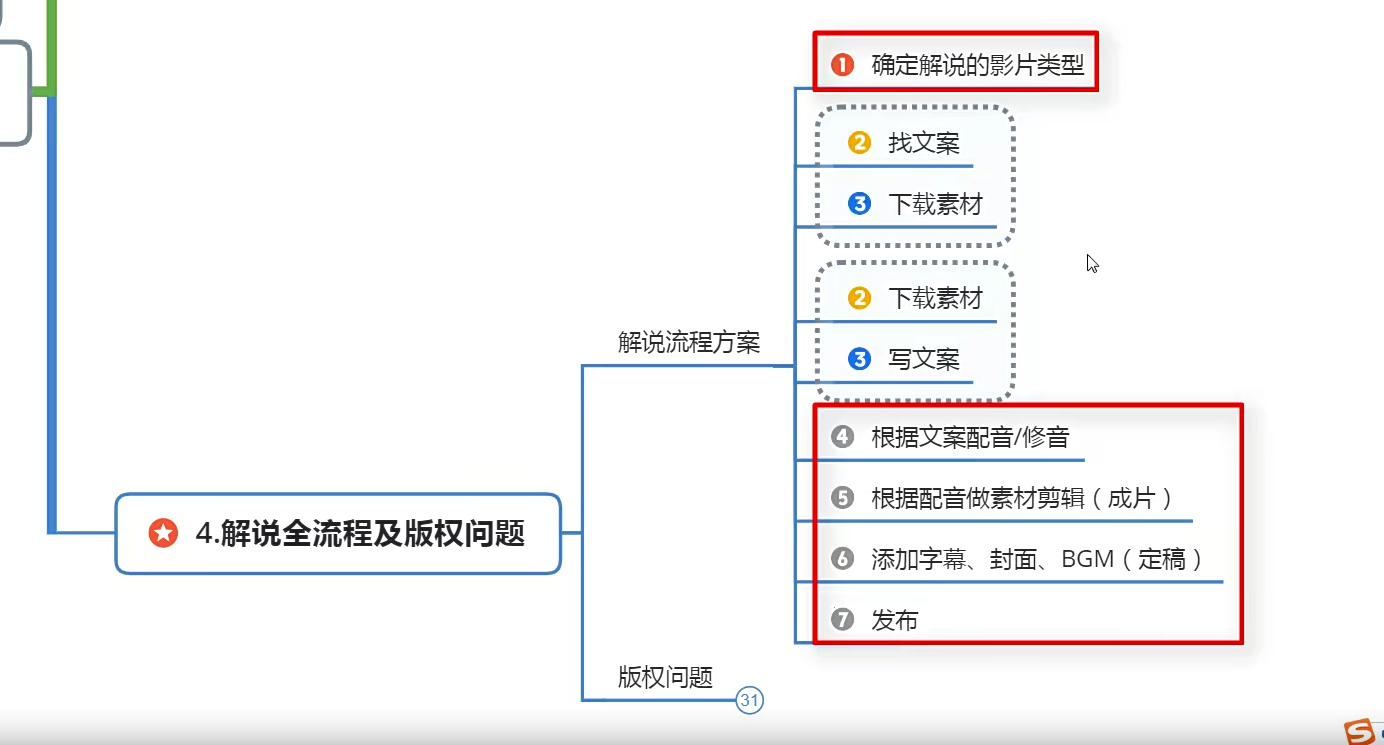 1 确定解说的影片类型
2 找文案
3 下载素材
2 下载素材
解说流程方案
3 写文案
4 根据文案配音/修音
5 根据配音做素材剪辑（成片）
4.解说全流程及版权问题
6 添加字幕、封面、BGM（定稿）
7 发布
版权问题
31
S